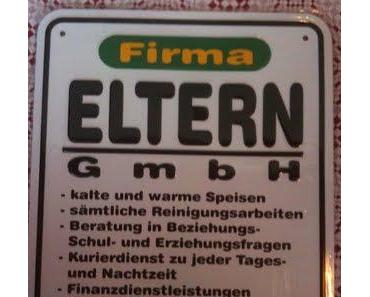 Firma
ELTERN
GmbH
- kalte und warme Speisen
- sämtliche Reinigungsarbeiten
- Beratung in Beziehungs-
Schul- und Erziehungsfragen
- Kurierdienst zu jeder Tages-
und Nachtzeit
- Finanzdienstleistungen